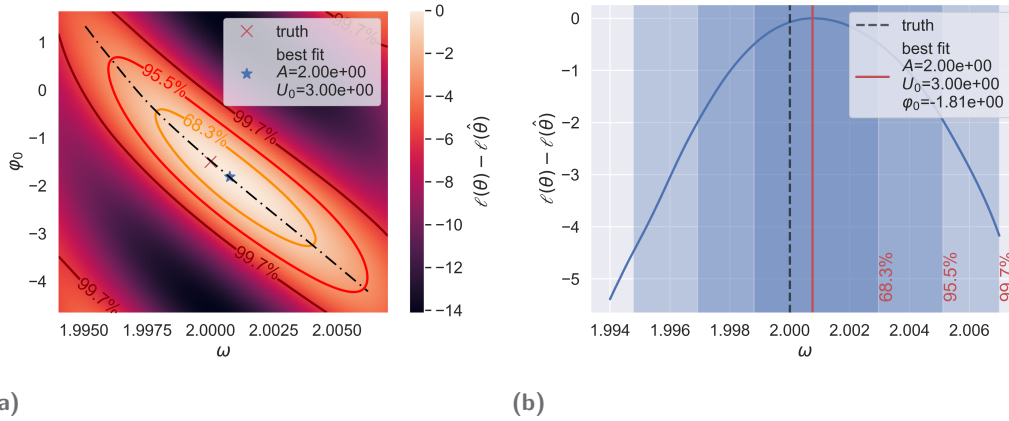 truth
best fit
A=2.00e+00
U₀=3.00e+00
68.3%
95.5%
99.7%
99.7%
99.7%
99.7%
1
0
−1
−2
−3
−4
φ₀
1.9950 1.9975 2.0000 2.0025 2.0050
ω
0
−2
−4
−6
−8
−10
−12
−14
ℓ(θ) − ℓ(θ̂)
a)
truth
best fit
A=2.00e+00
U₀=3.00e+00
φ₀=-1.81e+00
0
−1
−2
−3
−4
−5
ℓ(θ) − ℓ(θ̂)
68.3%
95.5%
99.7%
1.994 1.996 1.998 2.000 2.002 2.004 2.006
ω
(b)